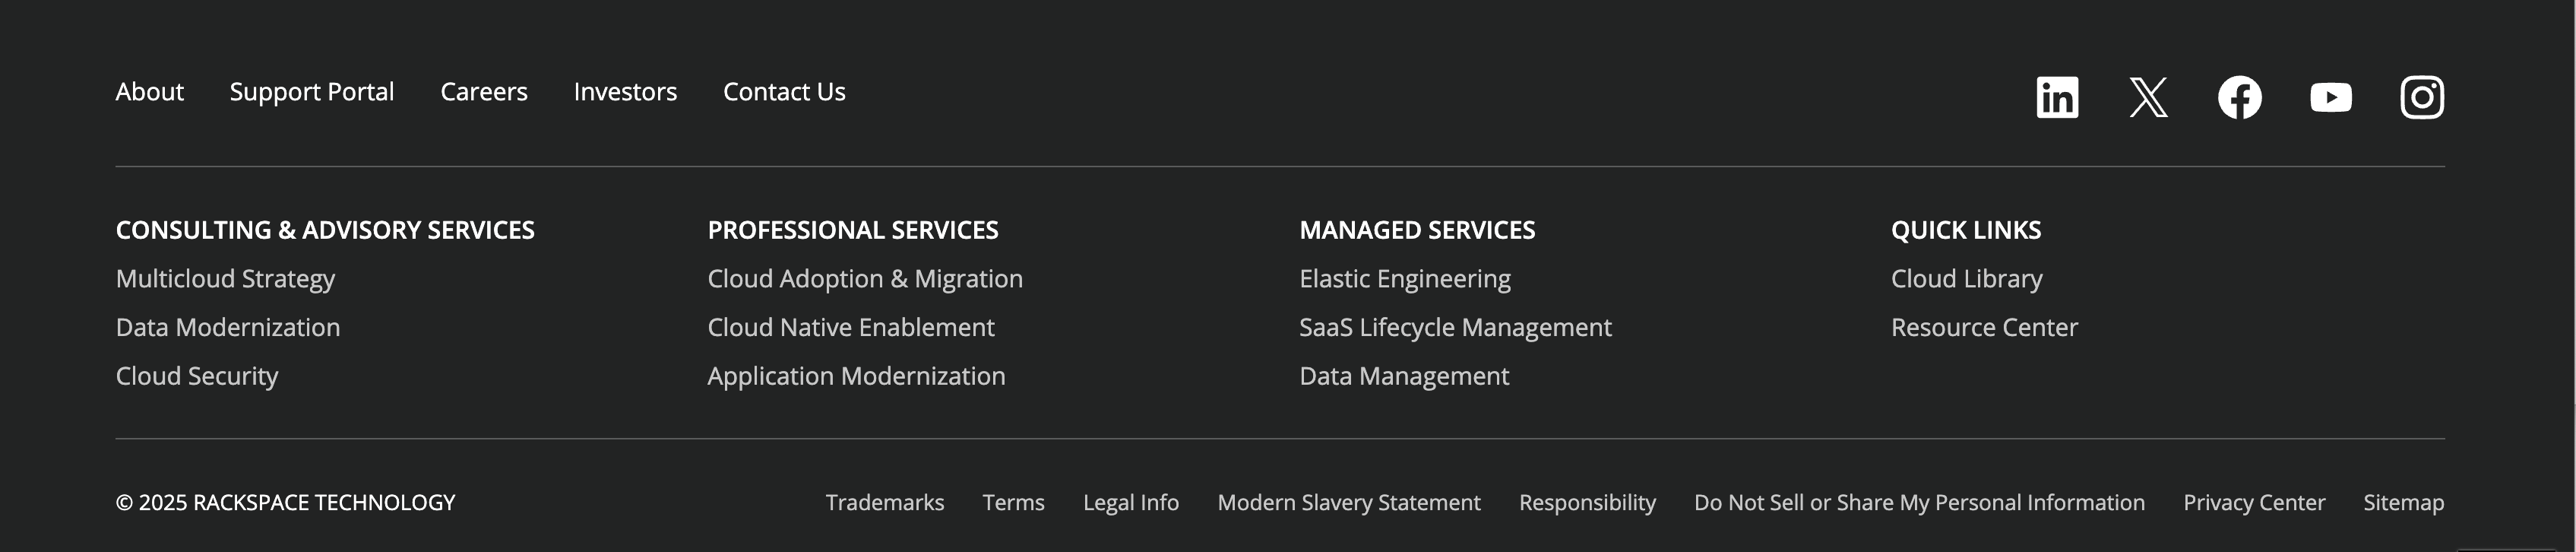 About Support Portal Careers Investors Contact Us
CONSULTING & ADVISORY SERVICES
Multicloud Strategy
Data Modernization
Cloud Security
PROFESSIONAL SERVICES
Cloud Adoption & Migration
Cloud Native Enablement
Application Modernization
MANAGED SERVICES
Elastic Engineering
SaaS Lifecycle Management
Data Management
QUICK LINKS
Cloud Library
Resource Center
© 2025 RACKSPACE TECHNOLOGY
Trademarks Terms Legal Info Modern Slavery Statement Responsibility Do Not Sell or Share My Personal Information Privacy Center Sitemap